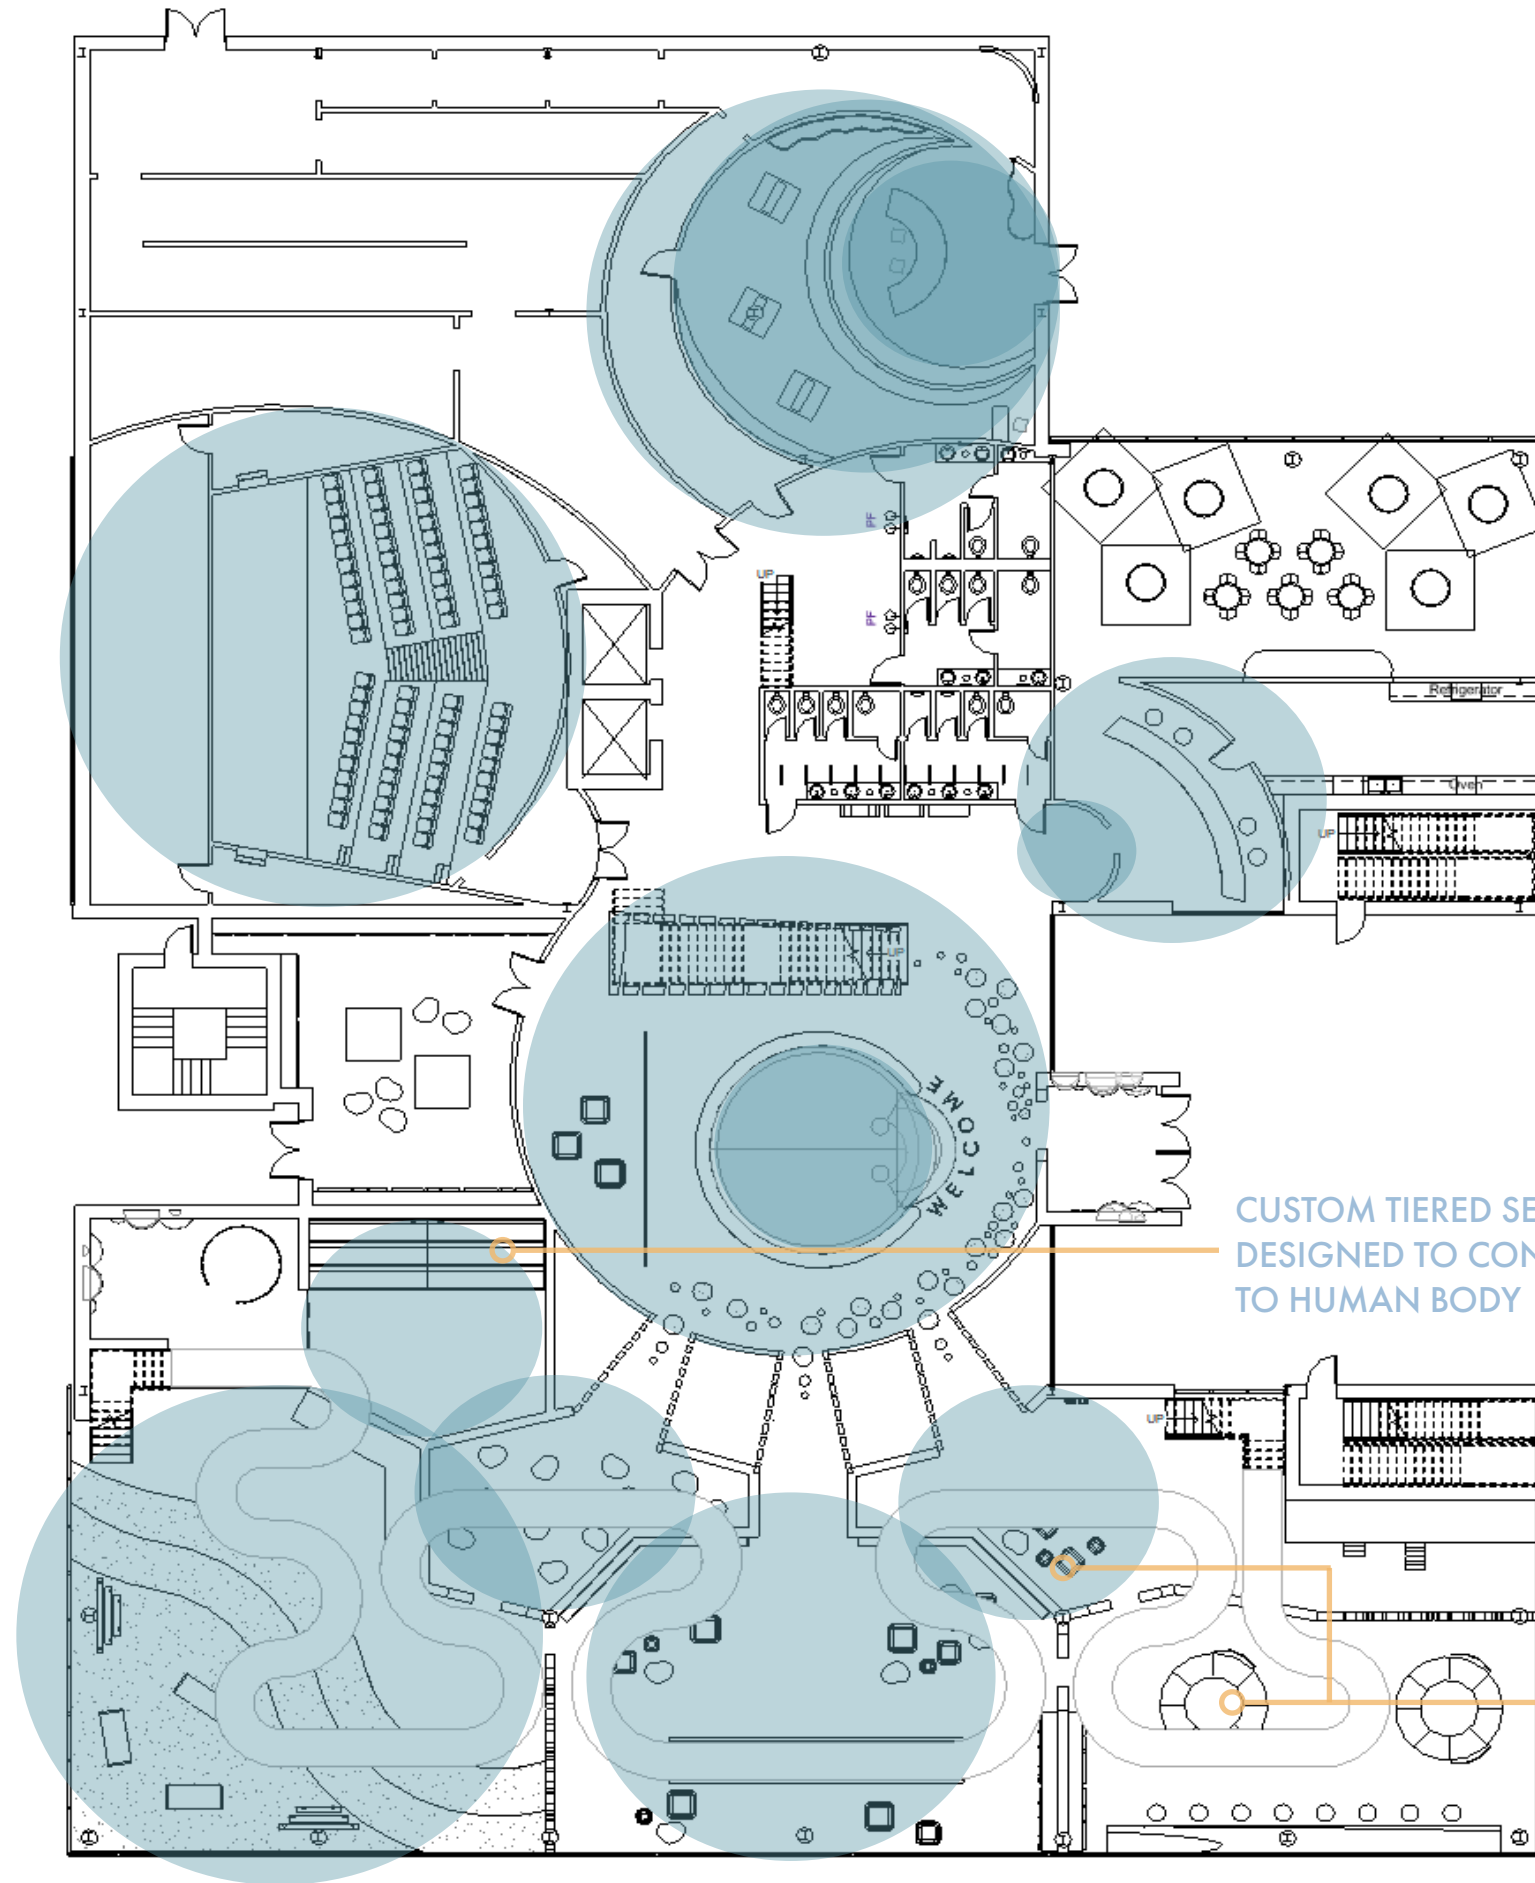 PF
UP
PF
Refrigerator
Oven
UP
UP
WELCOME
CUSTOM TIERED SE
DESIGNED TO CON
TO HUMAN BODY
UP